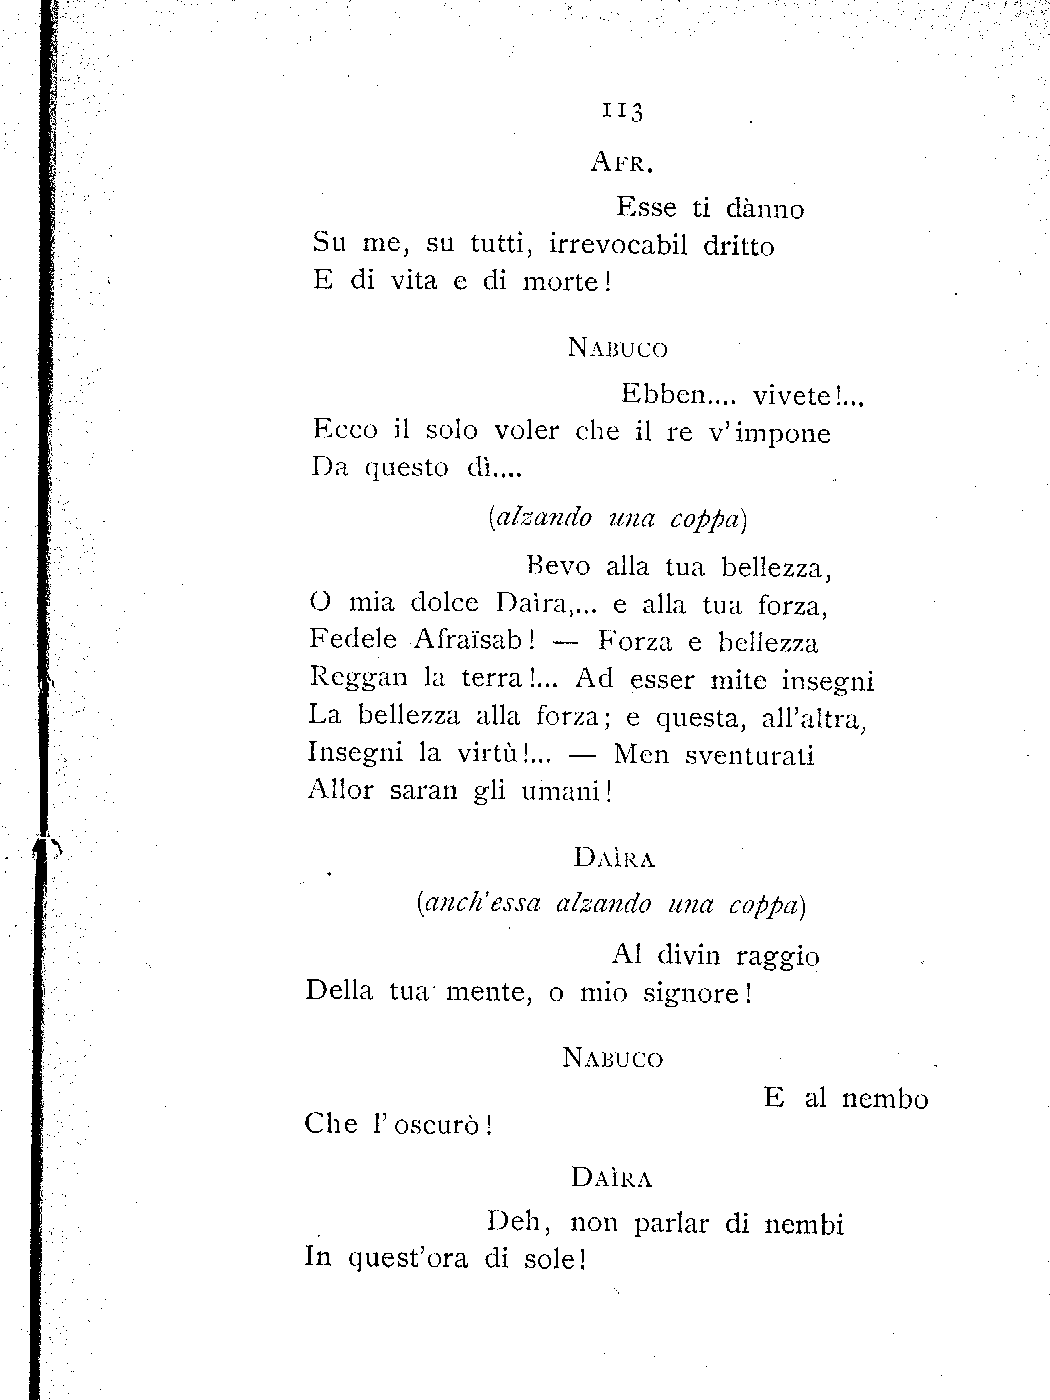 113
AFR.
Esse ti dànno
Su me, su tutti, irrevocabil dritto
E di vita e di morte!
NABUCO
Ebben.... vivete!...
Ecco il solo voler che il re v'impone
Da questo dì....
(alzando una coppa)
Bevo alla tua bellezza,
O mia dolce Daìra,... e alla tua forza,
Fedele Afraïsab! — Forza e bellezza
Reggan la terra!... Ad esser mite insegni
La bellezza alla forza; e questa, all'altra,
Insegni la virtù!... — Men sventurati
Allor saran gli umani!
DAÌRA
(anch'essa alzando una coppa)
Al divin raggio
Della tua mente, o mio signore!
NABUCO
E al nembo
Che l'oscurò!
DAÌRA
Deh, non parlar di nembi
In quest'ora di sole!